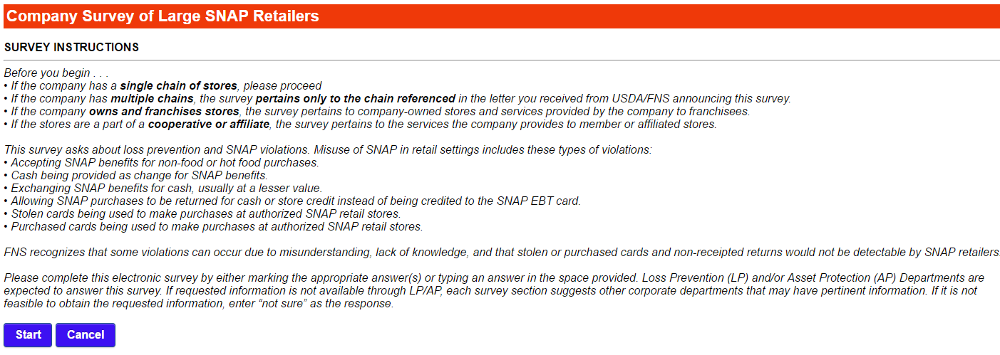 Company Survey of Large SNAP Retailers
SURVEY INSTRUCTIONS
Before you begin . . .
• If the company has a single chain of stores, please proceed
• If the company has multiple chains, the survey pertains only to the chain referenced in the letter you received from USDA/FNS announcing this survey.
• If the company owns and franchises stores, the survey pertains to company-owned stores and services provided by the company to franchisees.
• If the stores are a part of a cooperative or affiliate, the survey pertains to the services the company provides to member or affiliated stores.
This survey asks about loss prevention and SNAP violations. Misuse of SNAP in retail settings includes these types of violations:
• Accepting SNAP benefits for non-food or hot food purchases.
• Cash being provided as change for SNAP benefits.
• Exchanging SNAP benefits for cash, usually at a lesser value.
• Allowing SNAP purchases to be returned for cash or store credit instead of being credited to the SNAP EBT card.
• Stolen cards being used to make purchases at authorized SNAP retail stores.
• Purchased cards being used to make purchases at authorized SNAP retail stores.
FNS recognizes that some violations can occur due to misunderstanding, lack of knowledge, and that stolen or purchased cards and non-receipted returns would not be detectable by SNAP retailers.
Please complete this electronic survey by either marking the appropriate answer(s) or typing an answer in the space provided. Loss Prevention (LP) and/or Asset Protection (AP) Departments are
expected to answer this survey. If requested information is not available through LP/AP, each survey section suggests other corporate departments that may have pertinent information. If it is not
feasible to obtain the requested information, enter “not sure” as the response.
Start Cancel